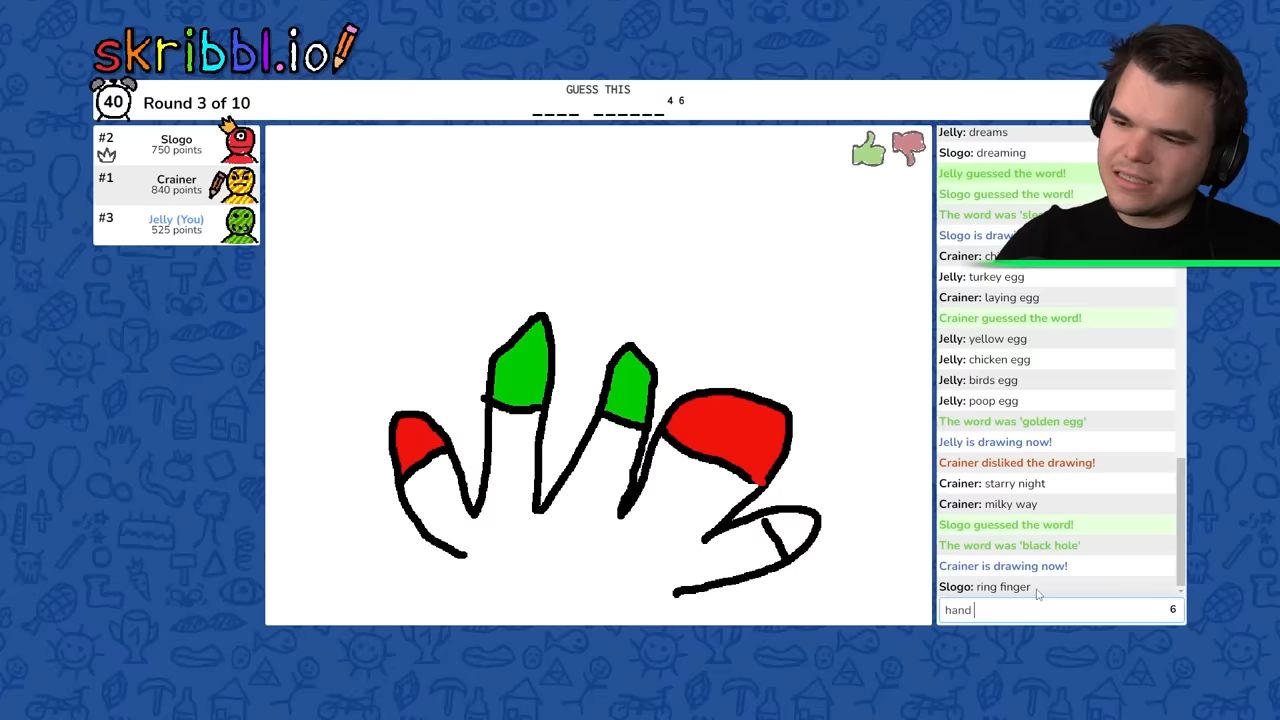 skribbl.io
40
Round 3 of 10
GUESS THIS
____ ______ 4 6
#2
Slogo
750 points
#1
Crainer
840 points
#3
Jelly (You)
525 points
Jelly: dreams
Slogo: dreaming
Jelly guessed the word!
Slogo guessed the word!
The word was
Slogo is
Crainer:
Jelly: turkey egg
Crainer: laying egg
Crainer guessed the word!
Jelly: yellow egg
Jelly: chicken egg
Jelly: birds egg
Jelly: poop egg
The word was 'golden egg'
Jelly is drawing now!
Crainer disliked the drawing!
Crainer: starry night
Crainer: milky way
Slogo guessed the word!
The word was 'black hole'
Crainer is drawing now!
Slogo: ring finger
hand
6